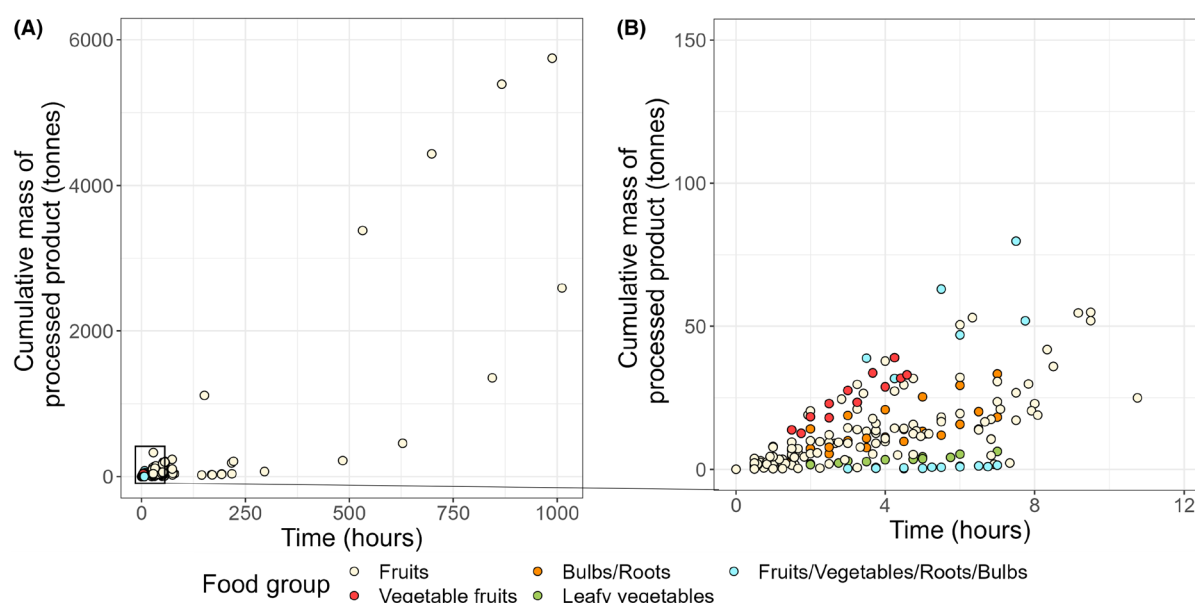 (A)
(B)
6000
4000
2000
0
Cumulative mass of
processed product (tonnes)
0 250 500 750 1000
Time (hours)
150
100
50
0
Cumulative mass of
processed product (tonnes)
0 4 8 12
Time (hours)
Food group
Fruits
Bulbs/Roots
Fruits/Vegetables/Roots/Bulbs
Vegetable fruits
Leafy vegetables